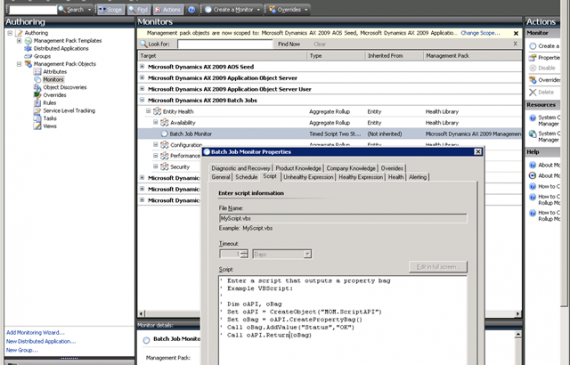 Search Scope Find Actions Create a Monitor Overrides
Authoring
Authoring
Management Pack Templates
Distributed Applications
Groups
Management Pack Objects
Attributes
Monitors
Object Discoveries
Overrides
Rules
Service Level Tracking
Tasks
Views
Add Monitoring Wizard...
New Distributed Application...
New Group...
Monitors
Management pack objects are now scoped to: Microsoft Dynamics AX 2009 AOS Seed, Microsoft Dynamics AX 2009 Applicatio... Change Scope... X
Look for: Find Now Clear X
Target Type Inherited From Management Pack
Microsoft Dynamics AX 2009 AOS Seed
Microsoft Dynamics AX 2009 Application Object Server
Microsoft Dynamics AX 2009 Application Object Server User
Microsoft Dynamics AX 2009 Batch Jobs
Entity Health Aggregate Rollup Entity Health Library
Availability Aggregate Rollup Entity Health Library
Batch Job Monitor Timed Script Two St... (Not inherited) Microsoft Dynamics AX 2009 Managemen
Configuration Aggregate Rollup Entity Health Library
Performance
Security
Microsoft Dynamic
Microsoft Dynamic
Microsoft Dynamic
Monitor details:
Batch Job Monito
Management Pack:
Batch Job Monitor Properties
Diagnostic and Recovery Product Knowledge Company Knowledge Overrides
General Schedule Script Unhealthy Expression Healthy Expression Health Alerting
Enter script information
File Name:
MyScript.vbs
Example: MyScript.vbs
Timeout:
Days
Edit in full screen...
Script:
' Enter a script that outputs a property bag
' Example VBScript:
'
' Dim oAPI, oBag
' Set oAPI = CreateObject("MOM.ScriptAPI")
' Set oBag = oAPI.CreatePropertyBag()
' Call oBag.AddValue("Status","OK")
' Call oAPI.Return(oBag)
Actions
Monitor
Create a
Propertie
Disable
Overrides
Delete
Resources
System C
Manager
System C
Manager
Help
About Mo
About Mo
How to C
Rollup Mo
How to C
How to C
Rollup Mo